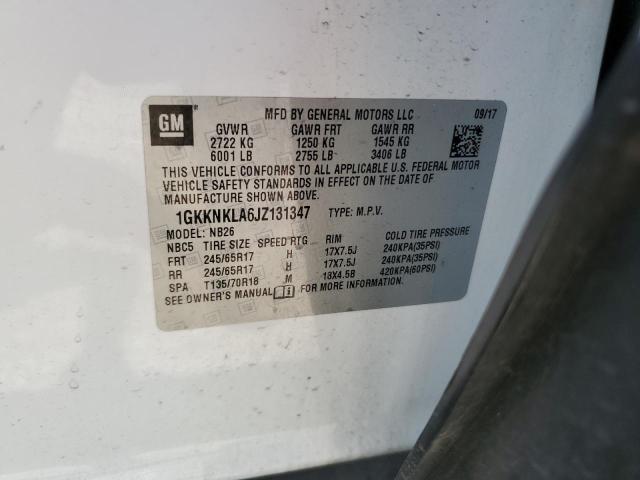 GM
MFD BY GENERAL MOTORS LLC 09/17
GVWR GAWR FRT GAWR RR
2722 KG 1250 KG 1545 KG
6001 LB 2755 LB 3406 LB
THIS VEHICLE CONFORMS TO ALL APPLICABLE U.S. FEDERAL MOTOR
VEHICLE SAFETY STANDARDS IN EFFECT ON THE DATE OF
MANUFACTURE SHOWN ABOVE.
1GKKNKLA6JZ131347 TYPE: M.P.V.
MODEL: NB26
NBC5 TIRE SIZE SPEED RTG RIM COLD TIRE PRESSURE
FRT 245/65R17 H 17X7.5J 240KPA(35PSI)
RR 245/65R17 H 17X7.5J 240KPA(35PSI)
SPA T135/70R18 M 18X4.5B 420KPA(60PSI)
SEE OWNER'S MANUAL FOR MORE INFORMATION.